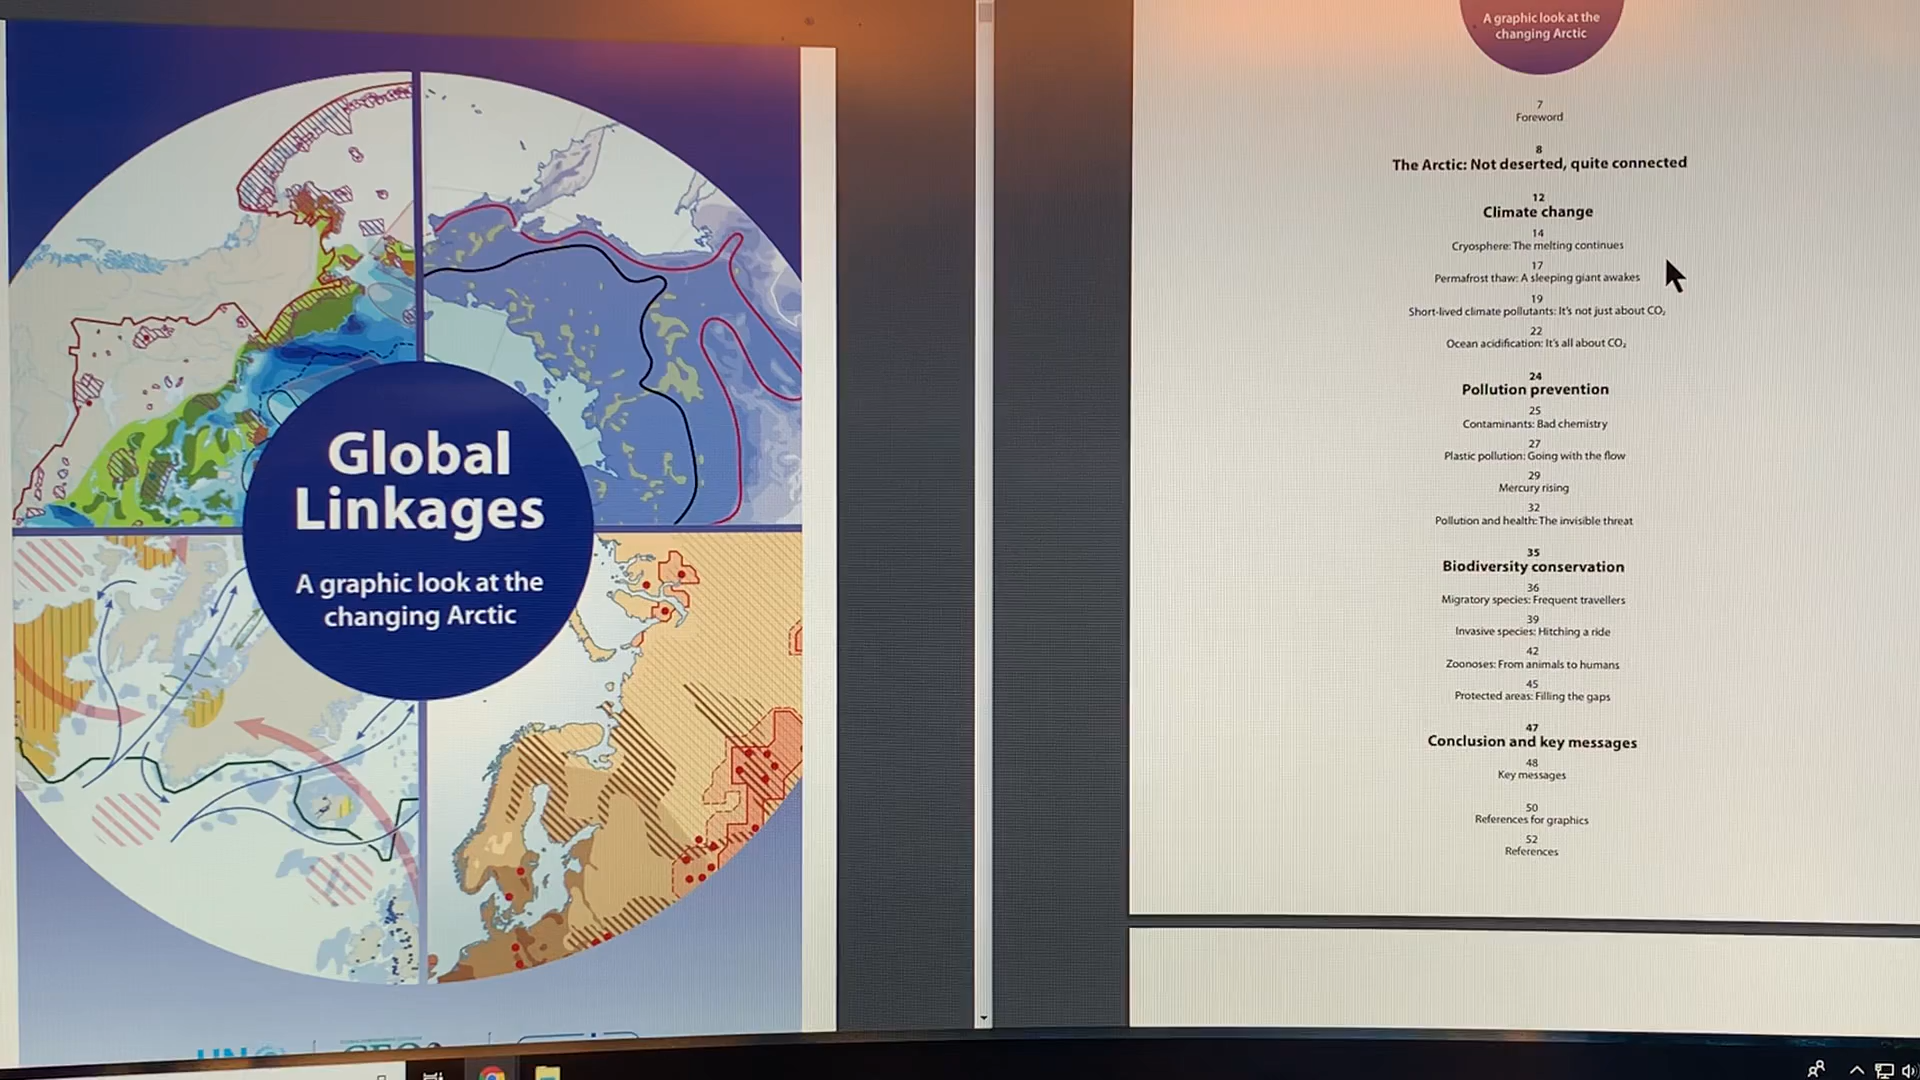 Global
Linkages
A graphic look at the
changing Arctic
A graphic look at the
changing Arctic
7
Foreword
8
The Arctic: Not deserted, quite connected
12
Climate change
14
Cryosphere: The melting continues
17
Permafrost thaw: A sleeping giant awakes
19
Short-lived climate pollutants: It's not just about CO₂
22
Ocean acidification: It's all about CO₂
24
Pollution prevention
25
Contaminants: Bad chemistry
27
Plastic pollution: Going with the flow
29
Mercury rising
32
Pollution and health: The invisible threat
35
Biodiversity conservation
36
Migratory species: Frequent travellers
39
Invasive species: Hitching a ride
42
Zoonoses: From animals to humans
45
Protected areas: Filling the gaps
47
Conclusion and key messages
48
Key messages
50
References for graphics
52
References